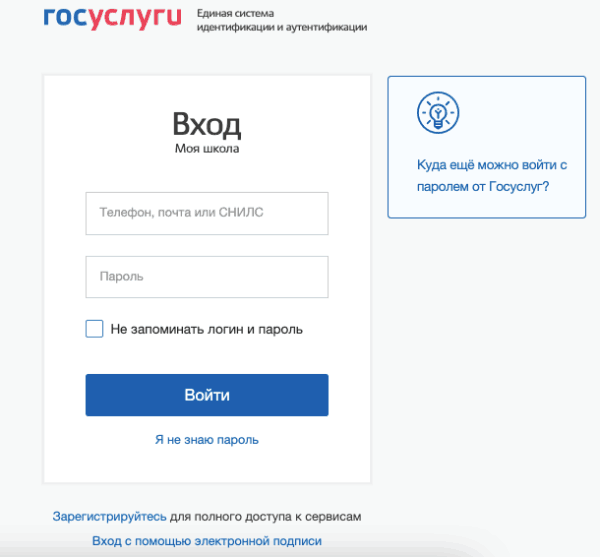 госуслуги
Единая система
идентификации и аутентификации
Вход
Моя школа
Телефон, почта или СНИЛС
Пароль
Не запоминать логин и пароль
Войти
Я не знаю пароль
Куда ещё можно войти с
паролем от Госуслуг?
Зарегистрируйтесь для полного доступа к сервисам
Вход с помощью электронной подписи